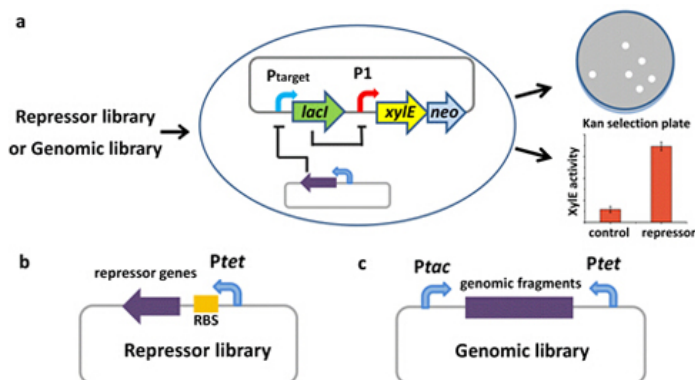 a
Repressor library
or Genomic library
Ptarget
lacI
P1
xylE
neo
Kan selection plate
XylE activity
control
repressor
b
repressor genes
Ptet
RBS
Repressor library
c
Ptac
genomic fragments
Ptet
Genomic library